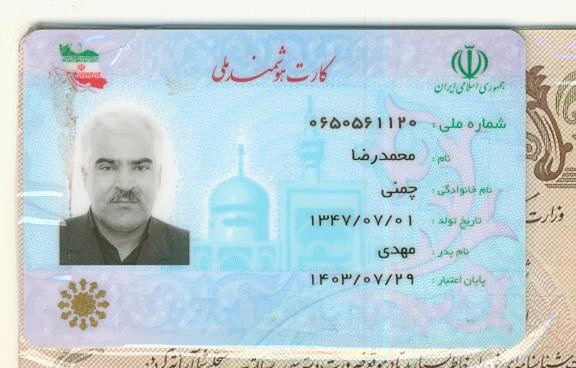 کارت هوشمند ملی
جمهوری اسلامی ایران
شماره ملی: ۰۶۵۰۵۶۱۱۲۰
نام: محمدرضا
نام خانوادگی: چمنی
تاریخ تولد: ۱۳۴۷/۰۷/۰۱
نام پدر: مهدی
پایان اعتبار: ۱۴۰۳/۰۷/۲۹
وزارت